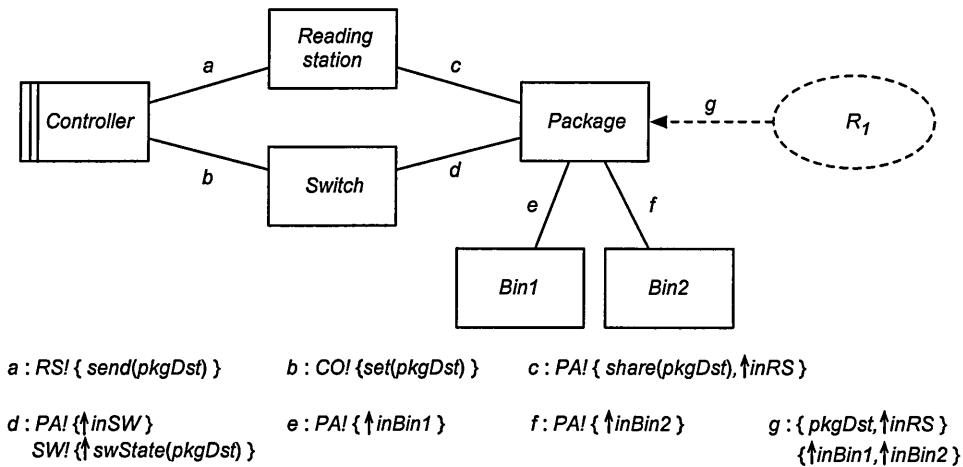 Reading
station
a
c
Controller
Package
g
R1
b
Switch
d
e
f
Bin1
Bin2
a : RS! { send(pkgDst) }
b : CO! {set(pkgDst) }
c : PA! { share(pkgDst),↑inRS }
d : PA! {↑inSW }
e : PA! {↑inBin1 }
f : PA! { ↑inBin2 }
g : { pkgDst,↑inRS }
SW! {↑swState(pkgDst) }
{↑inBin1,↑inBin2 }